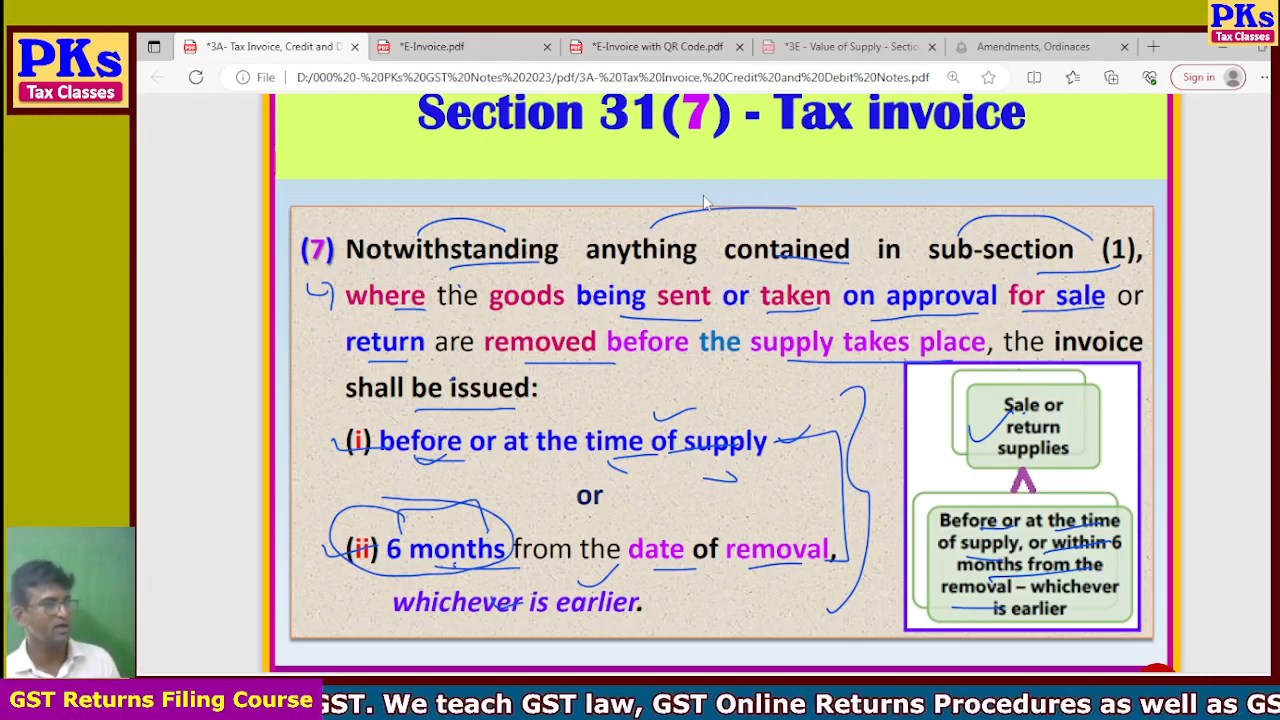 PKs
Tax Classes
*3A- Tax Invoice, Credit and D
*E-Invoice.pdf
*E-Invoice with QR Code.pdf
*3E - Value
Supply - Sectio
Amendments, Ordinaces
PKs
Tax Classes
File
D:/000%20-%20PKs%20GST%20Notes%202023/pdf/3A-%20Tax%20Invoice,%20Credit%20and%20Debit%20Notes.pdf
Sign in
Section 31(7) - Tax invoice
(7) Notwithstanding anything contained in sub-section (1),
where the goods being sent or taken on approval for sale or
return are removed before the supply takes place, the invoice
shall be issued:
(i) before or at the time of supply
or
(ii) 6 months from the date of removal,
whichever is earlier.
Sale or
return
supplies
Before or at the time
of supply, or within 6
months from the
removal – whichever
is earlier
GST Returns Filing Course
GST. We teach GST law, GST Online Returns Procedures as well as GS